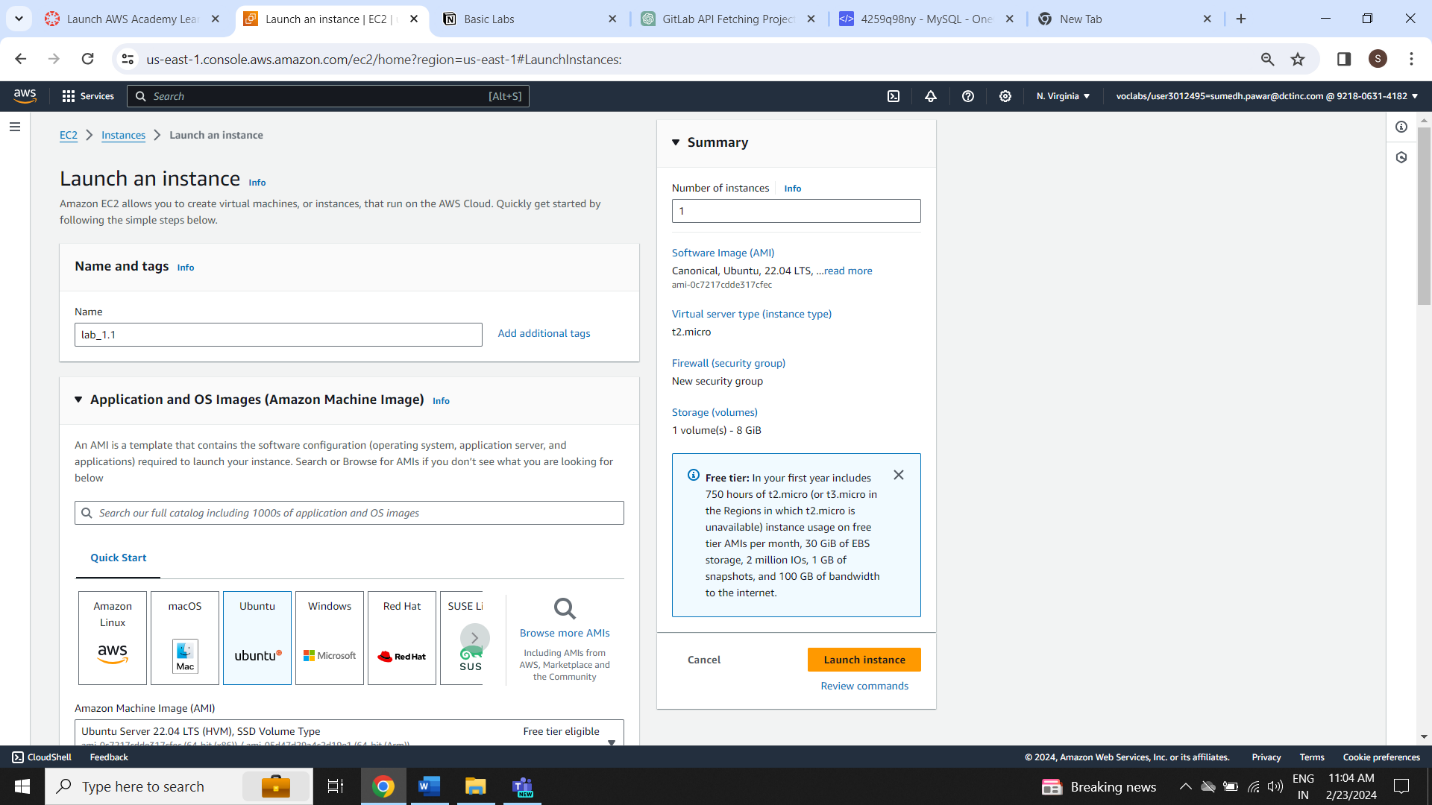 Launch AWS Academy Lea
Launch an instance | EC2 |
Basic Labs
GitLab API Fetching Project
4259q98ny - MySQL - One
New Tab
us-east-1.console.aws.amazon.com/ec2/home?region=us-east-1#LaunchInstances:
S
aws
Services
Search
[Alt+S]
N. Virginia
voclabs/user3012495=sumedh.pawar@dctinc.com @ 9218-0631-4182
EC2
Instances
Launch an instance
Launch an instance Info
Amazon EC2 allows you to create virtual machines, or instances, that run on the AWS Cloud. Quickly get started by
following the simple steps below.
Name and tags Info
Name
lab_1.1
Add additional tags
Application and OS Images (Amazon Machine Image) Info
An AMI is a template that contains the software configuration (operating system, application server, and
applications) required to launch your instance. Search or Browse for AMIs if you don't see what you are looking for
below
Search our full catalog including 1000s of application and OS images
Quick Start
Amazon
Linux
aws
macOS
Mac
Ubuntu
ubuntu
Windows
Microsoft
Red Hat
Red Hat
SUSE Li
SUS
Browse more AMIs
Including AMIs from
AWS, Marketplace and
the Community
Amazon Machine Image (AMI)
Ubuntu Server 22.04 LTS (HVM), SSD Volume Type
Free tier eligible
Summary
Number of instances Info
1
Software Image (AMI)
Canonical, Ubuntu, 22.04 LTS, ...read more
ami-0c7217cdde317cfec
Virtual server type (instance type)
t2.micro
Firewall (security group)
New security group
Storage (volumes)
1 volume(s) - 8 GiB
Free tier: In your first year includes
750 hours of t2.micro (or t3.micro in
the Regions in which t2.micro is
unavailable) instance usage on free
tier AMIs per month, 30 GiB of EBS
storage, 2 million IOs, 1 GB of
snapshots, and 100 GB of bandwidth
to the internet.
Cancel
Launch instance
Review commands
CloudShell
Feedback
© 2024, Amazon Web Services, Inc. or its affiliates.
Privacy
Terms
Cookie preferences
Type here to search
Breaking news
ENG
IN
11:04 AM
2/23/2024